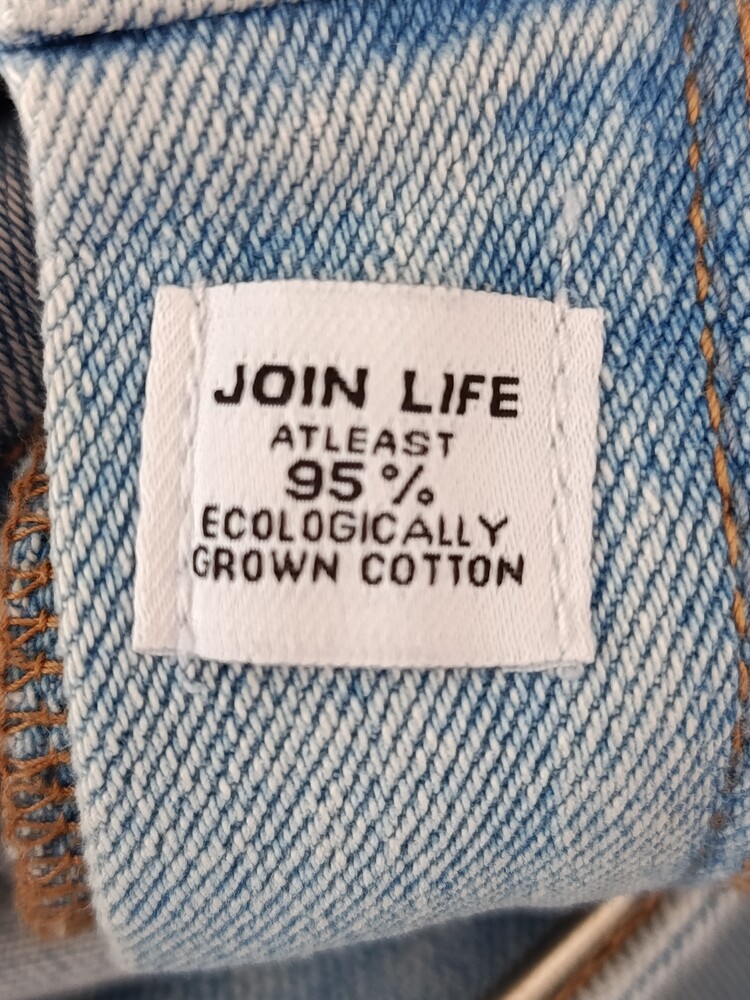 JOIN LIFE
ATLEAST
95%
ECOLOGICALLY
GROWN COTTON